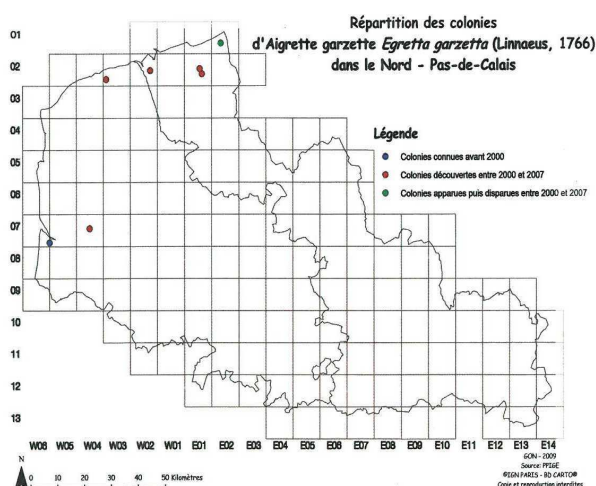 Répartition des colonies
d'Aigrette garzette Egretta garzetta (Linnaeus, 1766)
dans le Nord - Pas-de-Calais
01
02
03
04
05
06
07
08
09
10
11
12
13
Légende
Colonies connues avant 2000
Colonies découvertes entre 2000 et 2007
Colonies apparues puis disparues entre 2000 et 2007
W06 W05 W04 W03 W02 W01 E01 E02 E03 E04 E05 E06 E07 E08 E09 E10 E11 E12 E13 E14
N
0 10 20 30 40 50 Kilomètres
GON - 2009
Source: PPIGE
©IGN PARIS - BD CARTO®
Copie et reproduction interdites